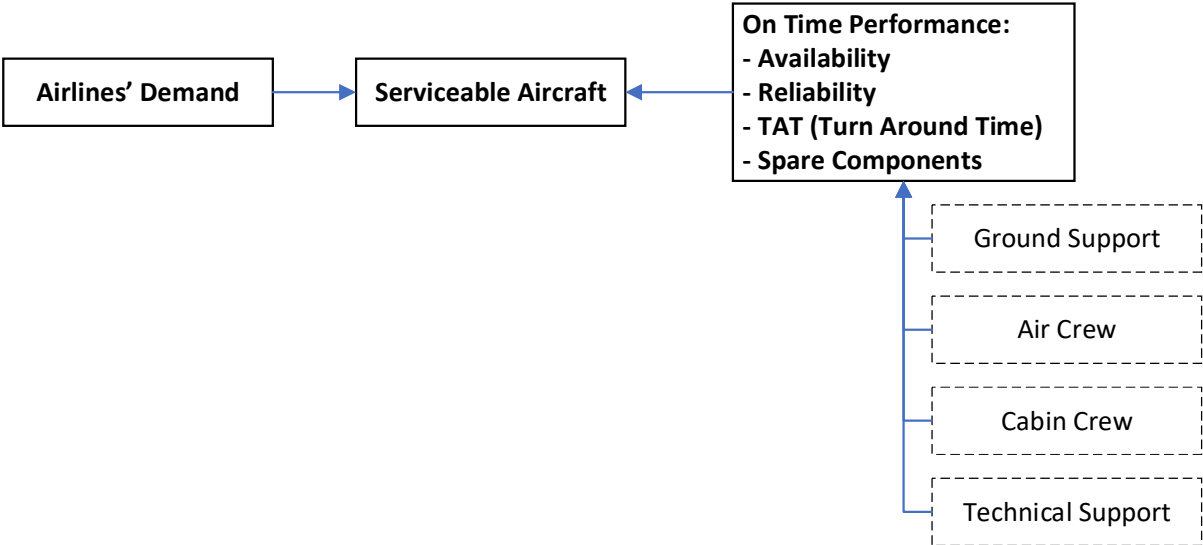 Airlines’ Demand
Serviceable Aircraft
On Time Performance:
- Availability
- Reliability
- TAT (Turn Around Time)
- Spare Components
Ground Support
Air Crew
Cabin Crew
Technical Support